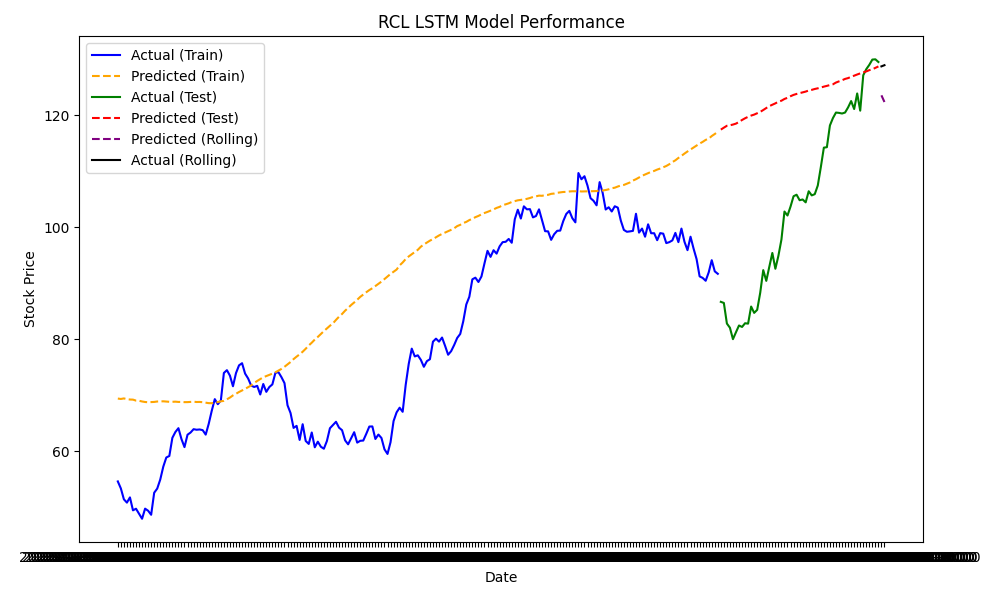 RCL LSTM Model Performance
Actual (Train)
Predicted (Train)
Actual (Test)
Predicted (Test)
Predicted (Rolling)
Actual (Rolling)
120
100
80
60
Stock Price
Date